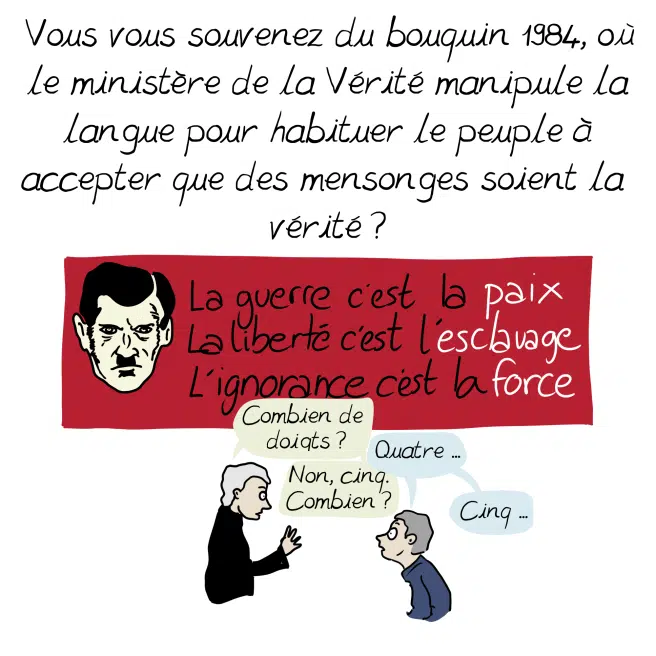 Vous vous souvenez du bouquin 1984, où
le ministère de la Vérité manipule la
langue pour habituer le peuple à
accepter que des mensonges soient la
vérité ?
La guerre c'est la paix
La liberté c'est l'esclavage
L'ignorance c'est la force
Combien de
doigts ?
Quatre ...
Non, cinq.
Combien ?
Cinq ...